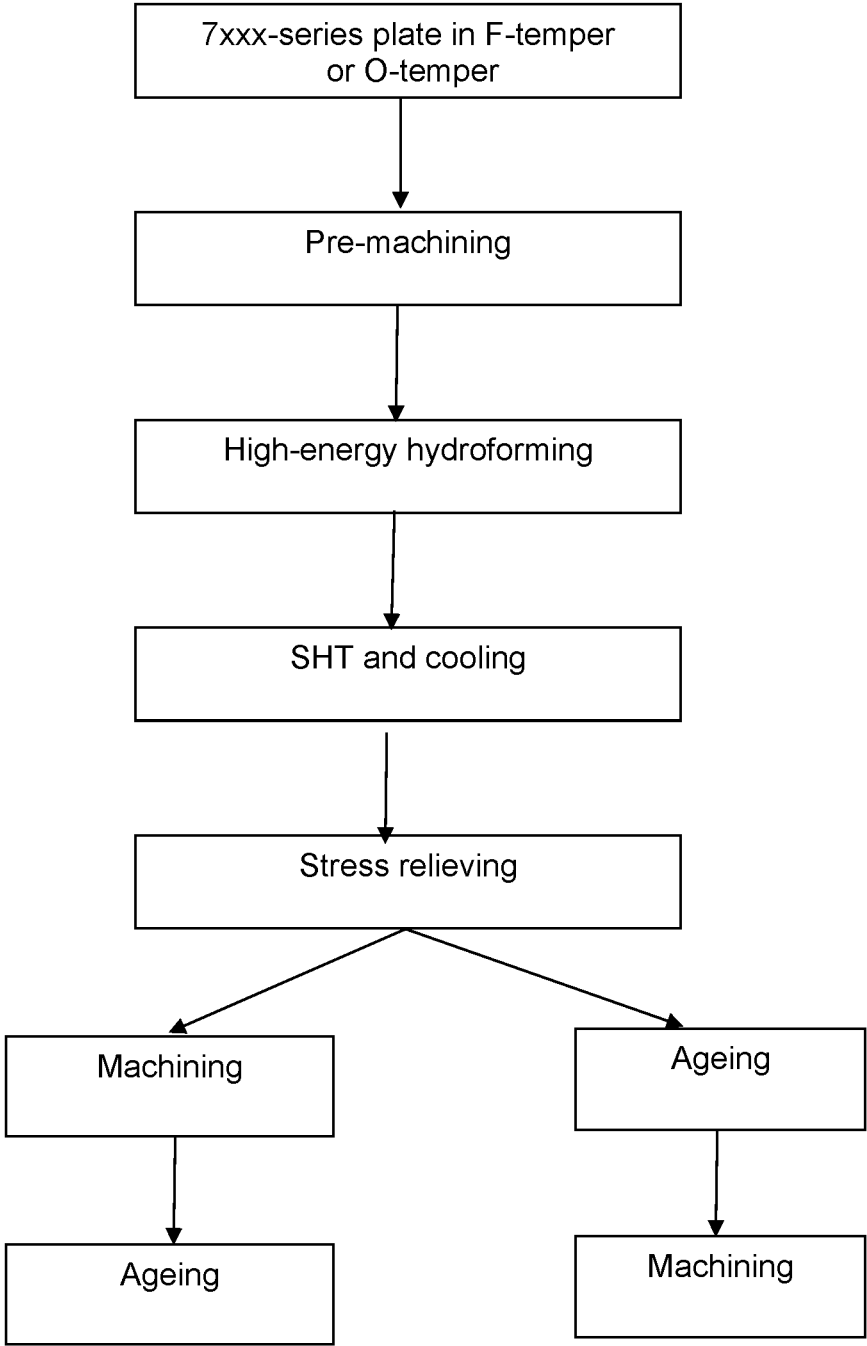 7xxx-series plate in F-temper
or O-temper
Pre-machining
High-energy hydroforming
SHT and cooling
Stress relieving
Machining
Ageing
Ageing
Machining